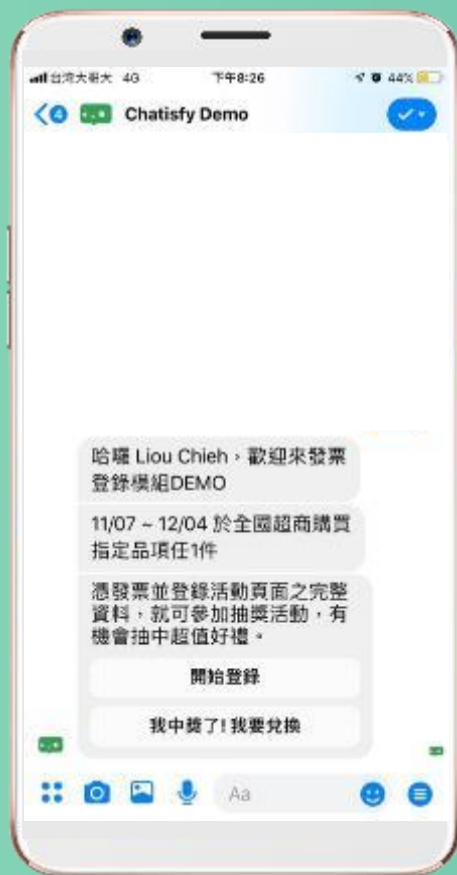 台灣大哥大 4G 下午8:26 44%
4 Chatisfy Demo
哈囉 Liou Chieh，歡迎來發票
登錄模組DEMO
11/07 ~ 12/04 於全國超商購買
指定品項任1件
憑發票並登錄活動頁面之完整
資料，就可參加抽獎活動，有
機會抽中超值好禮。
開始登錄
我中獎了!我要兌換
Aa